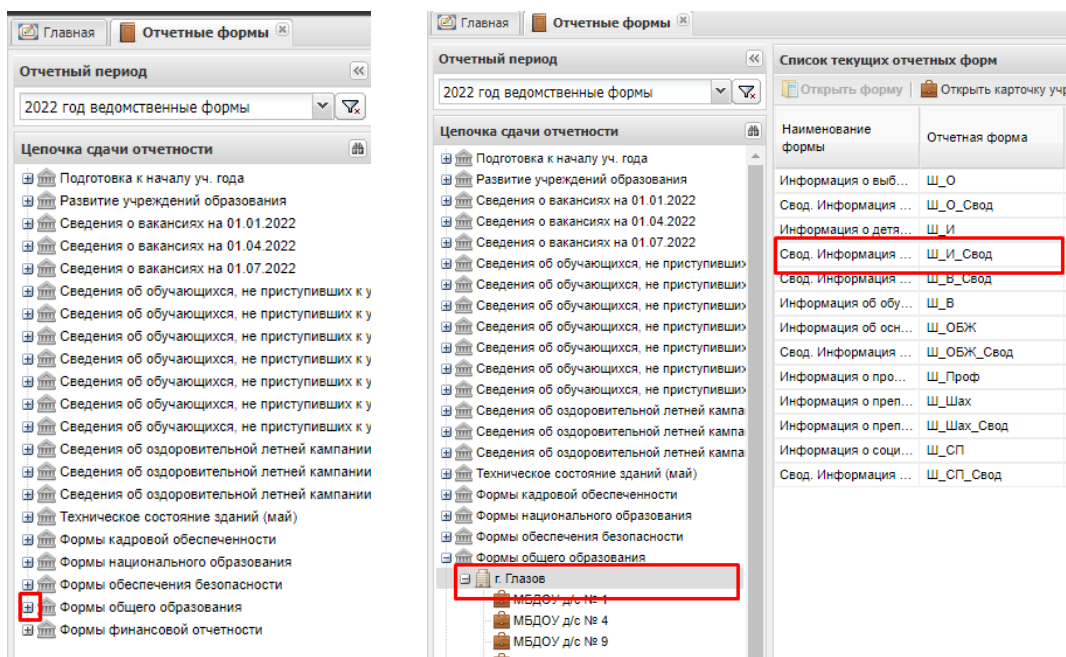 Главная
Отчетные формы
Отчетный период
2022 год ведомственные формы
Цепочка сдачи отчетности
Подготовка к началу уч. года
Развитие учреждений образования
Сведения о вакансиях на 01.01.2022
Сведения о вакансиях на 01.04.2022
Сведения о вакансиях на 01.07.2022
Сведения об обучающихся, не приступивших к у
Сведения об обучающихся, не приступивших к у
Сведения об обучающихся, не приступивших к у
Сведения об обучающихся, не приступивших к у
Сведения об обучающихся, не приступивших к у
Сведения об обучающихся, не приступивших к у
Сведения об обучающихся, не приступивших к у
Сведения об оздоровительной летней кампании
Сведения об оздоровительной летней кампании
Сведения об оздоровительной летней кампании
Техническое состояние зданий (май)
Формы кадровой обеспеченности
Формы национального образования
Формы обеспечения безопасности
Формы общего образования
Формы финансовой отчетности
Главная
Отчетные формы
Отчетный период
2022 год ведомственные формы
Цепочка сдачи отчетности
Подготовка к началу уч. года
Развитие учреждений образования
Сведения о вакансиях на 01.01.2022
Сведения о вакансиях на 01.04.2022
Сведения о вакансиях на 01.07.2022
Сведения об обучающихся, не приступивших
Сведения об обучающихся, не приступивших
Сведения об обучающихся, не приступивших
Сведения об обучающихся, не приступивших
Сведения об обучающихся, не приступивших
Сведения об обучающихся, не приступивших
Сведения об обучающихся, не приступивших
Сведения об оздоровительной летней кампа
Сведения об оздоровительной летней кампа
Сведения об оздоровительной летней кампа
Техническое состояние зданий (май)
Формы кадровой обеспеченности
Формы национального образования
Формы обеспечения безопасности
Формы общего образования
г. Глазов
МБДОУ д/с № 1
МБДОУ д/с № 4
МБДОУ д/с № 9
Список текущих отчетных форм
Открыть форму Открыть карточку учр
Наименование формы Отчетная форма
Информация о выб... Ш_О
Свод. Информация ... Ш_О_Свод
Информация о детя... Ш_И
Свод. Информация ... Ш_И_Свод
Свод. Информация ... Ш_В_Свод
Информация об обу... Ш_В
Информация об осн... Ш_ОБЖ
Свод. Информация ... Ш_ОБЖ_Свод
Информация о про... Ш_Проф
Информация о преп... Ш_Шах
Информация о преп... Ш_Шах_Свод
Информация о соци... Ш_СП
Свод. Информация ... Ш_СП_Свод